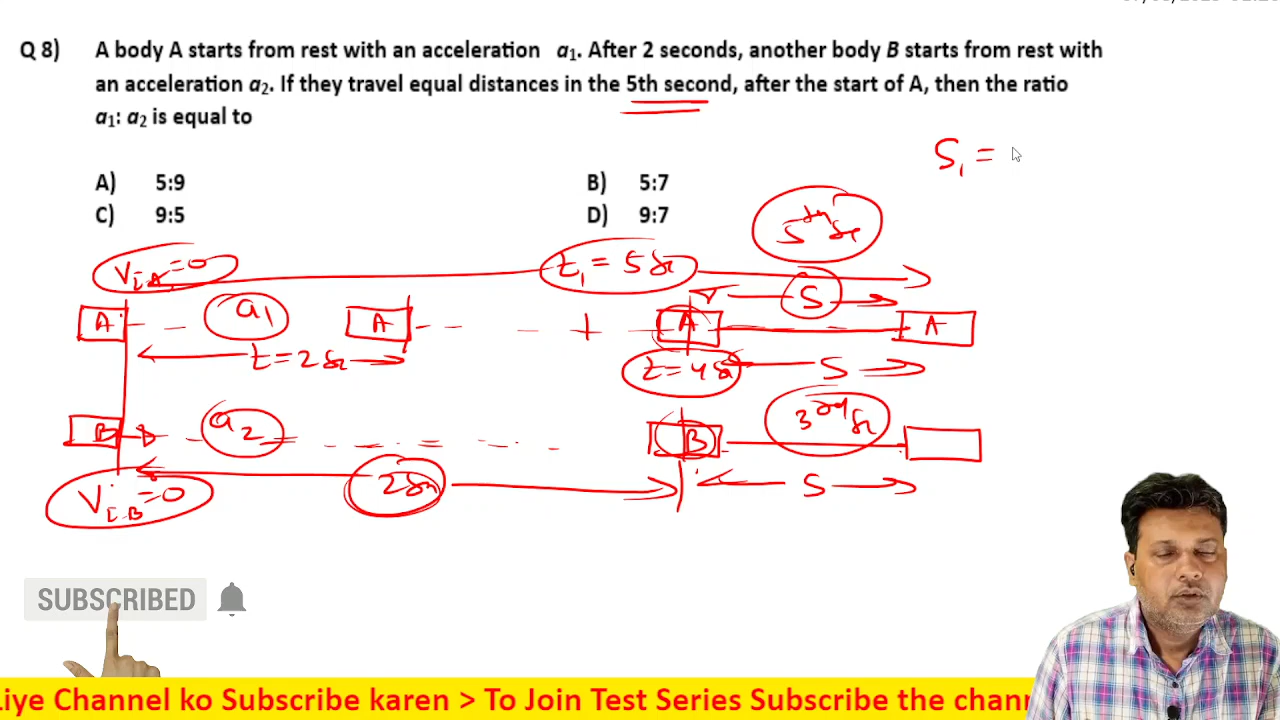 Q 8) A body A starts from rest with an acceleration a₁. After 2 seconds, another body B starts from rest with
an acceleration a₂. If they travel equal distances in the 5th second, after the start of A, then the ratio
a₁: a₂ is equal to
S₁ =
A) 5:9 B) 5:7
C) 9:5 D) 9:7
5th sec
ViA = 0 t₁ = 5 sec
S
A a₁ A A A
t = 2 sec t = 4 sec S
3rd sec
B a₂ B
ViB = 0 2 sec S
SUBSCRIBED
Liye Channel ko Subscribe karen > To Join Test Series Subscribe the